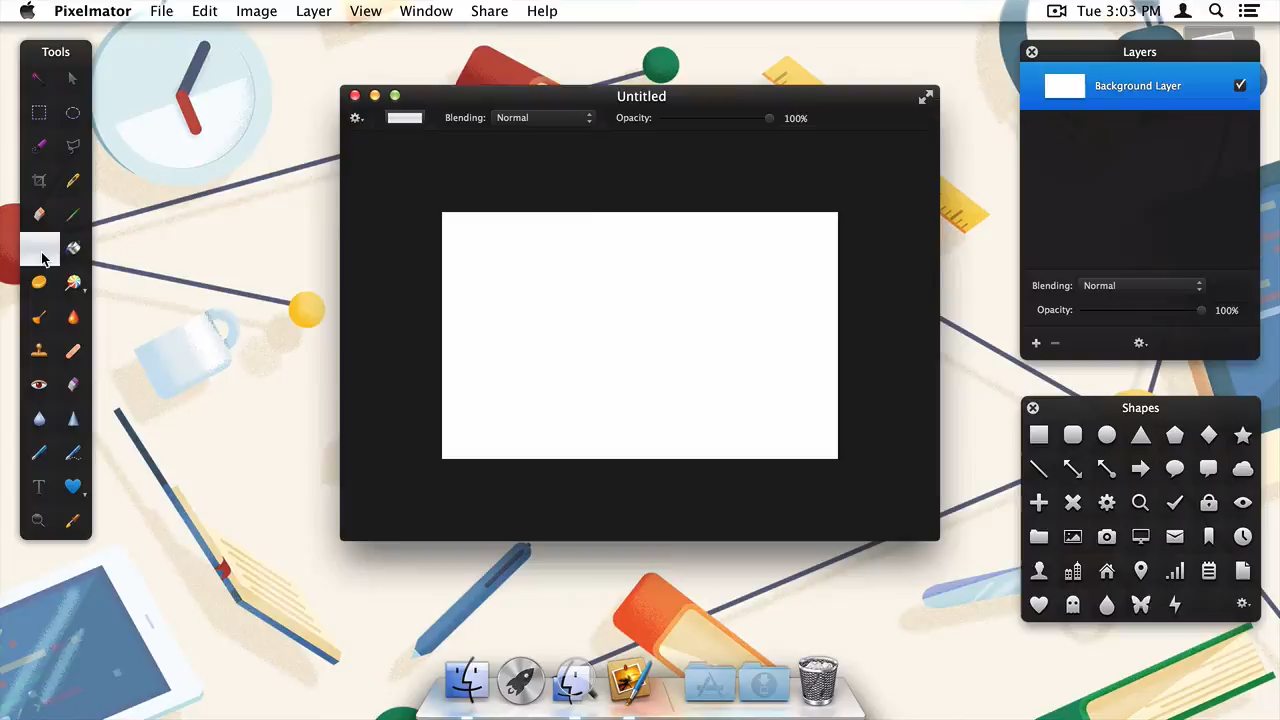 Pixelmator File Edit Image Layer View Window Share Help Tue 3:03 PM
Tools
Untitled
Blending: Normal Opacity: 100%
Layers
Background Layer
Blending: Normal
Opacity: 100%
Shapes
T